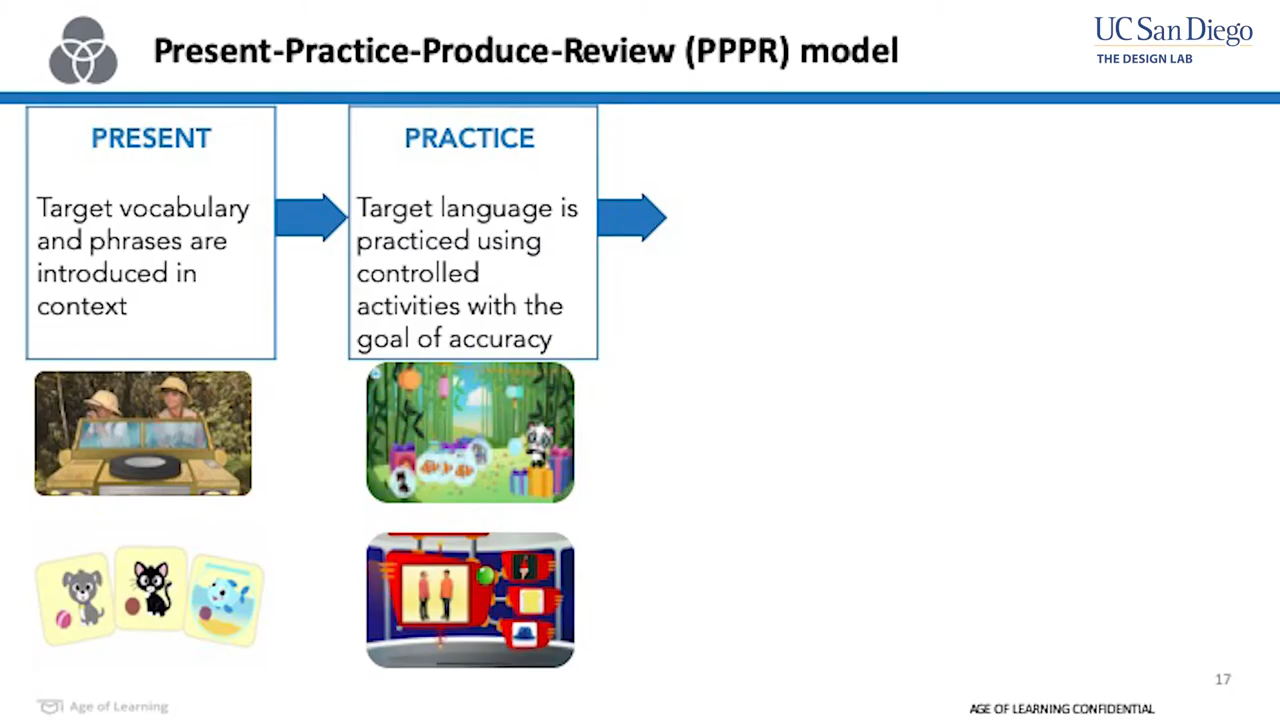 Present-Practice-Produce-Review (PPPR) model
UC San Diego
THE DESIGN LAB
PRESENT
Target vocabulary
and phrases are
introduced in
context
PRACTICE
Target language is
practiced using
controlled
activities with the
goal of accuracy
17
Age of Learning
AGE OF LEARNING CONFIDENTIAL